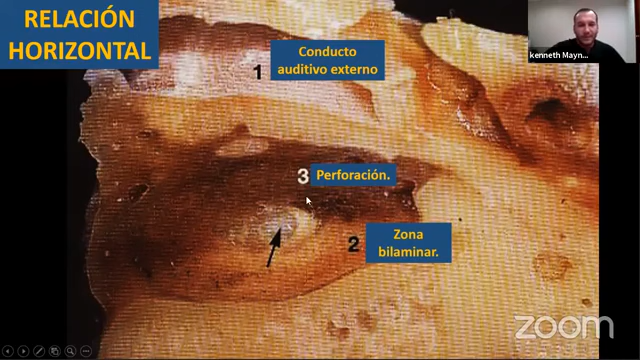 RELACIÓN
HORIZONTAL
1
Conducto
auditivo externo
kenneth Mayn...
3
Perforación.
2
Zona
bilaminar.
zoom